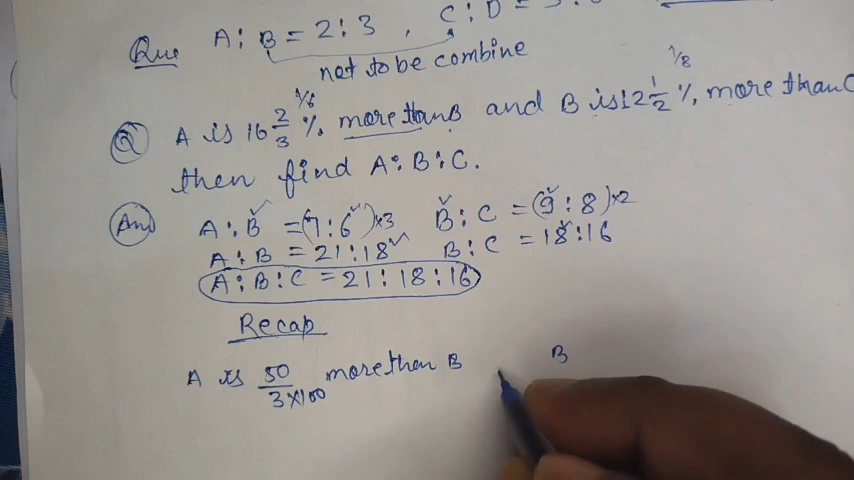 Que A:B = 2:3 , C:D =
not to be combine
1/6 1/8
Q A is 16 2/3 % more tan B and B is 12 1/2 % more than C
then find A:B:C.
Ans A:B = (7:6)×3 B:C = (9:8)×2
A:B = 21:18 B:C = 18:16
A:B:C = 21:18:16
Recap
A is 50/3×100 more then B B